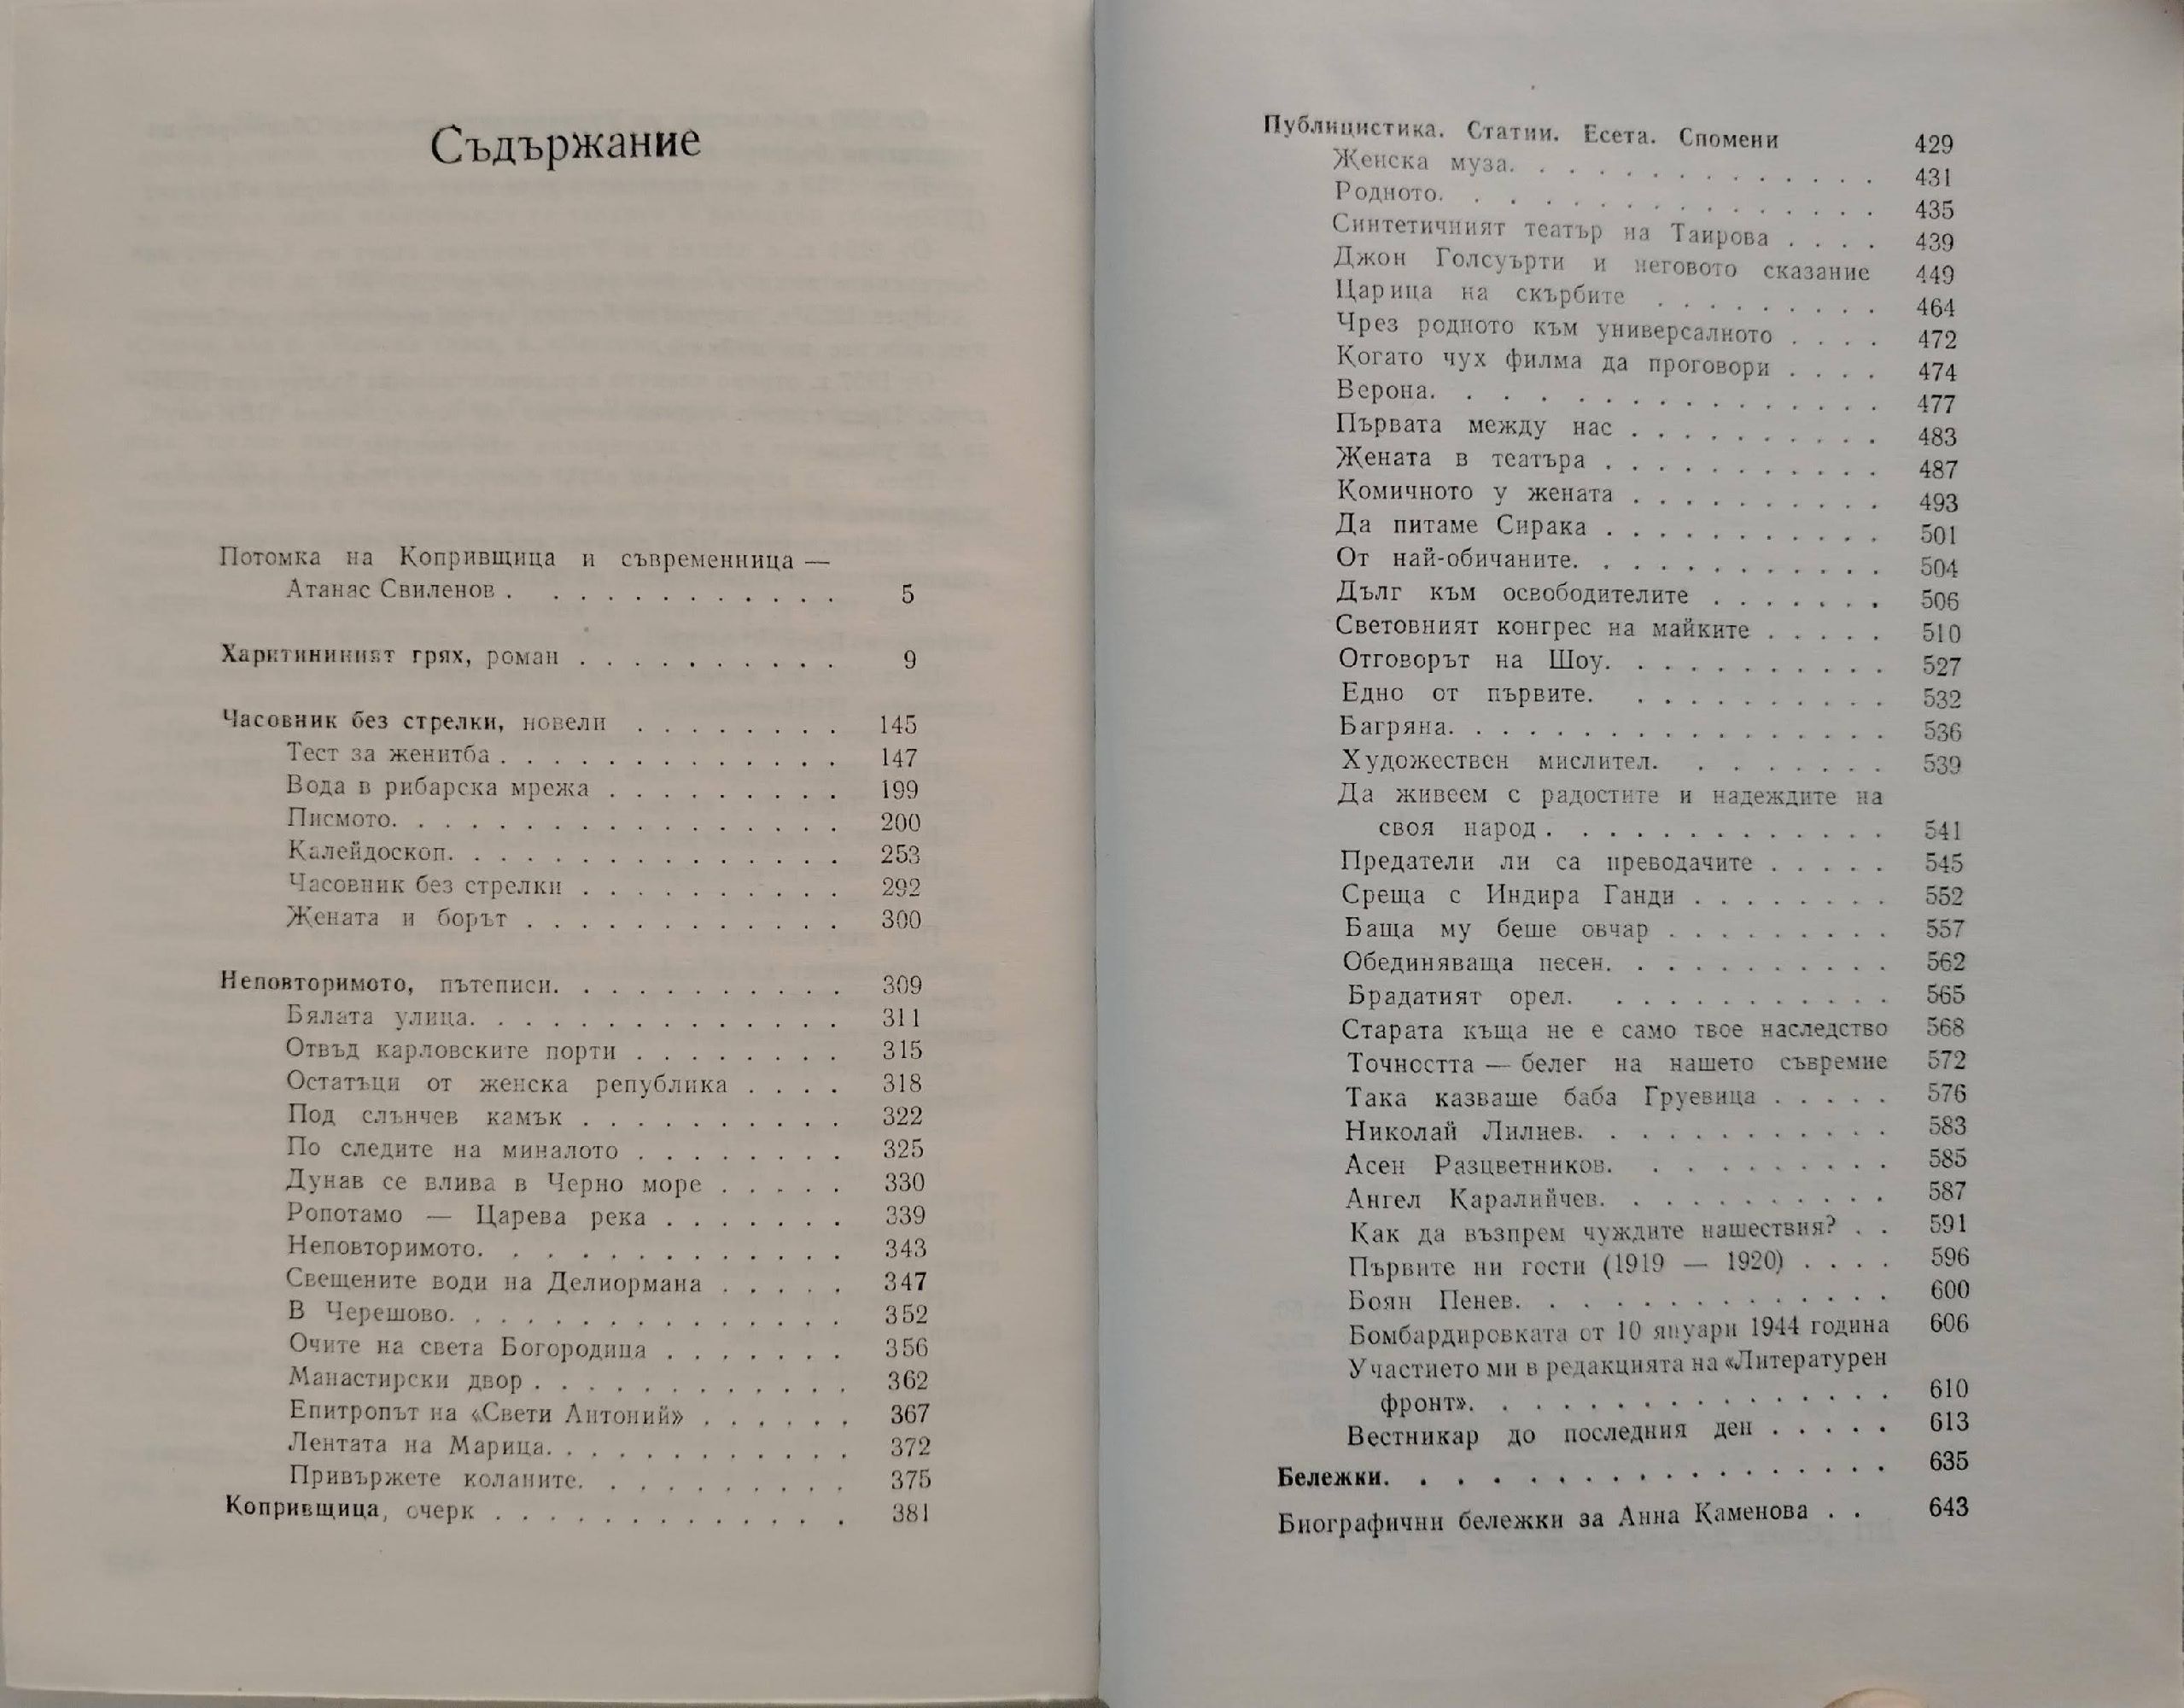 Съдържание
Потомка на Копривщица и съвременница —
Атанас Свиленов . . . . . . . . . . . . 5
Харитининият грях, роман . . . . . . . . . . 9
Часовник без стрелки, новели . . . . . . . . 145
Тест за женитба . . . . . . . . . . . . . 147
Вода в рибарска мрежа . . . . . . . . . 199
Писмото. . . . . . . . . . . . . . . . . 200
Калейдоскоп. . . . . . . . . . . . . . . 253
Часовник без стрелки . . . . . . . . . . 292
Жената и борът . . . . . . . . . . . . 300
Неповторимото, пътеписи. . . . . . . . . . . 309
Бялата улица. . . . . . . . . . . . . . 311
Отвъд карловските порти . . . . . . . . 315
Остатъци от женска република . . . . 318
Под слънчев камък . . . . . . . . . . 322
По следите на миналото . . . . . . . . 325
Дунав се влива в Черно море . . . . . 330
Ропотамо — Царева река . . . . . . . 339
Неповторимото. . . . . . . . . . . . . 343
Свещените води на Делиормана . . . . . 347
В Черешово. . . . . . . . . . . . . . . 352
Очите на света Богородица . . . . . . . 356
Манастирски двор . . . . . . . . . . . . 362
Епитропът на «Свети Антоний» . . . . . . 367
Лентата на Марица. . . . . . . . . . . . 372
Привържете коланите. . . . . . . . . . 375
Копривщица, очерк . . . . . . . . . . . . . 381
Публицистика. Статии. Есета. Спомени 429
Женска муза. . . . . . . . . . . . . . 431
Родното. . . . . . . . . . . . . . . . 435
Синтетичният театър на Таирова . . . . 439
Джон Голсуърти и неговото сказание 449
Царица на скърбите . . . . . . . . . 464
Чрез родното към универсалното . . . . 472
Когато чух филма да проговори . . . . 474
Верона. . . . . . . . . . . . . . . . 477
Първата между нас . . . . . . . . . . 483
Жената в театъра . . . . . . . . . . . 487
Комичното у жената . . . . . . . . . . 493
Да питаме Сирака . . . . . . . . . . . 501
От най-обичаните. . . . . . . . . . . . 504
Дълг към освободителите . . . . . . . 506
Световният конгрес на майките . . . . . 510
Отговорът на Шоу. . . . . . . . . . . 527
Едно от първите. . . . . . . . . . . 532
Багряна. . . . . . . . . . . . . . . . . 536
Художествен мислител. . . . . . . . 539
Да живеем с радостите и надеждите на
своя народ . . . . . . . . . . . . . 541
Предатели ли са преводачите . . . . . 545
Среща с Индира Ганди . . . . . . . . 552
Баща му беше овчар . . . . . . . . . 557
Обединяваща песен. . . . . . . . . . . 562
Брадатият орел. . . . . . . . . . . . 565
Старата къща не е само твое наследство 568
Точността — белег на нашето съвремие 572
Така казваше баба Груевица . . . . . 576
Николай Лилиев. . . . . . . . . . . . 583
Асен Разцветников. . . . . . . . . . 585
Ангел Каралийчев. . . . . . . . . . . 587
Как да възпрем чуждите нашествия? . . 591
Първите ни гости (1919 — 1920) . . . . 596
Боян Пенев. . . . . . . . . . . . . . 600
Бомбардировката от 10 януари 1944 година 606
Участието ми в редакцията на «Литературен
фронт». . . . . . . . . . . . . . . 610
Вестникар до последния ден . . . . . 613
Бележки. . . . . . . . . . . . . . . . . 635
Биографични бележки за Анна Каменова . . 643